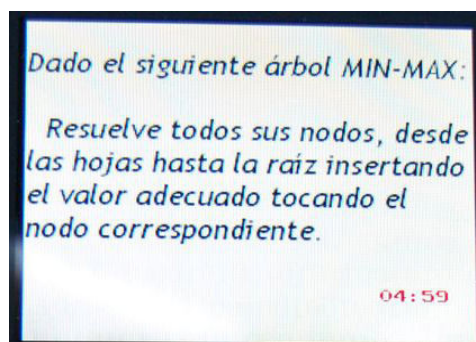 Dado el siguiente árbol MIN-MAX:
Resuelve todos sus nodos, desde
las hojas hasta la raíz insertando
el valor adecuado tocando el
nodo correspondiente.
04:59